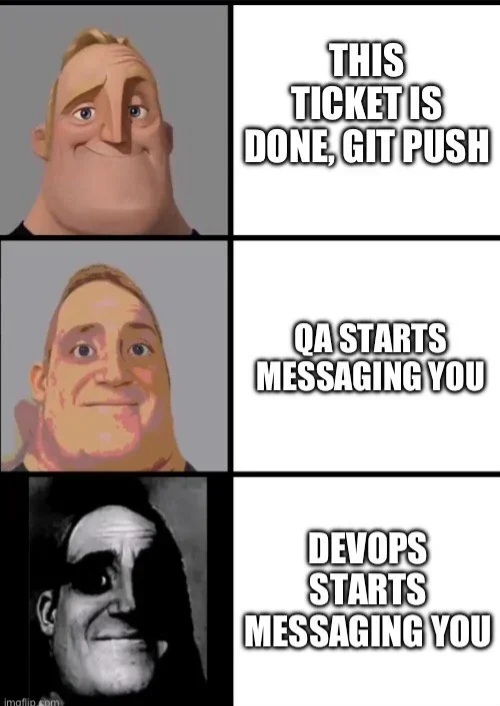 THIS
TICKET IS
DONE, GIT PUSH
QA STARTS
MESSAGING YOU
DEVOPS
STARTS
MESSAGING YOU
imgflip.com